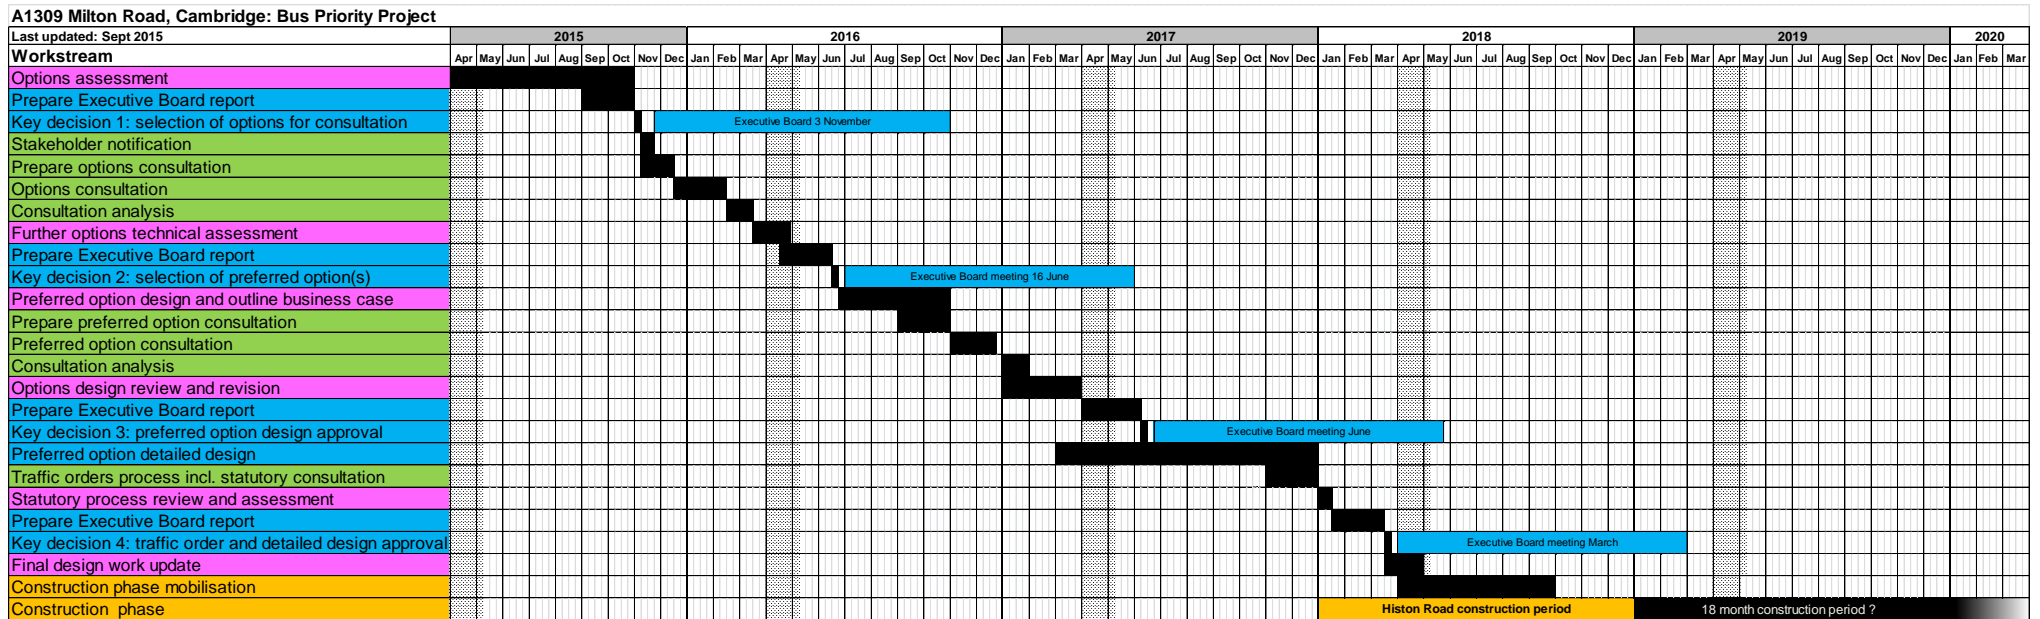 A1309 Milton Road, Cambridge: Bus Priority Project
Last updated: Sept 2015 2015 2016 2017 2018 2019 2020
Workstream Apr May Jun Jul Aug Sep Oct Nov Dec Jan Feb Mar Apr May Jun Jul Aug Sep Oct Nov Dec Jan Feb Mar Apr May Jun Jul Aug Sep Oct Nov Dec Jan Feb Mar Apr May Jun Jul Aug Sep Oct Nov Dec Jan Feb Mar Apr May Jun Jul Aug Sep Oct Nov Dec Jan Feb Mar
Options assessment
Prepare Executive Board report
Key decision 1: selection of options for consultation Executive Board 3 November
Stakeholder notification
Prepare options consultation
Options consultation
Consultation analysis
Further options technical assessment
Prepare Executive Board report
Key decision 2: selection of preferred option(s) Executive Board meeting 16 June
Preferred option design and outline business case
Prepare preferred option consultation
Preferred option consultation
Consultation analysis
Options design review and revision
Prepare Executive Board report
Key decision 3: preferred option design approval Executive Board meeting June
Preferred option detailed design
Traffic orders process incl. statutory consultation
Statutory process review and assessment
Prepare Executive Board report
Key decision 4: traffic order and detailed design approval Executive Board meeting March
Final design work update
Construction phase mobilisation
Construction phase Histon Road construction period 18 month construction period ?